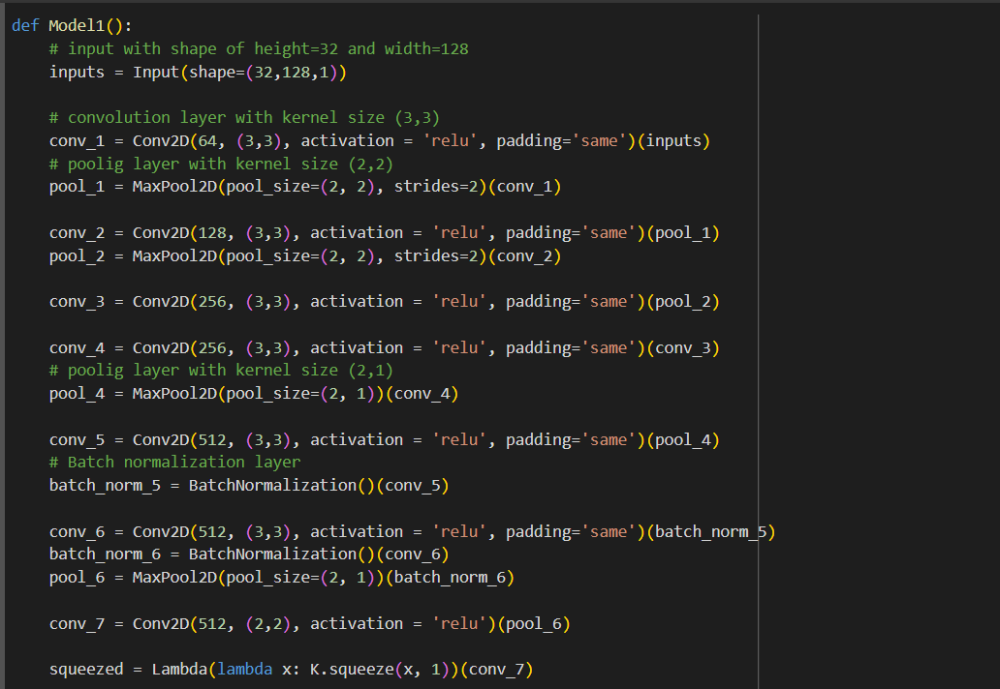 def Model1():
    # input with shape of height=32 and width=128
    inputs = Input(shape=(32,128,1))

    # convolution layer with kernel size (3,3)
    conv_1 = Conv2D(64, (3,3), activation = 'relu', padding='same')(inputs)
    # poolig layer with kernel size (2,2)
    pool_1 = MaxPool2D(pool_size=(2, 2), strides=2)(conv_1)

    conv_2 = Conv2D(128, (3,3), activation = 'relu', padding='same')(pool_1)
    pool_2 = MaxPool2D(pool_size=(2, 2), strides=2)(conv_2)

    conv_3 = Conv2D(256, (3,3), activation = 'relu', padding='same')(pool_2)

    conv_4 = Conv2D(256, (3,3), activation = 'relu', padding='same')(conv_3)
    # poolig layer with kernel size (2,1)
    pool_4 = MaxPool2D(pool_size=(2, 1))(conv_4)

    conv_5 = Conv2D(512, (3,3), activation = 'relu', padding='same')(pool_4)
    # Batch normalization layer
    batch_norm_5 = BatchNormalization()(conv_5)

    conv_6 = Conv2D(512, (3,3), activation = 'relu', padding='same')(batch_norm_5)
    batch_norm_6 = BatchNormalization()(conv_6)
    pool_6 = MaxPool2D(pool_size=(2, 1))(batch_norm_6)

    conv_7 = Conv2D(512, (2,2), activation = 'relu')(pool_6)

    squeezed = Lambda(lambda x: K.squeeze(x, 1))(conv_7)